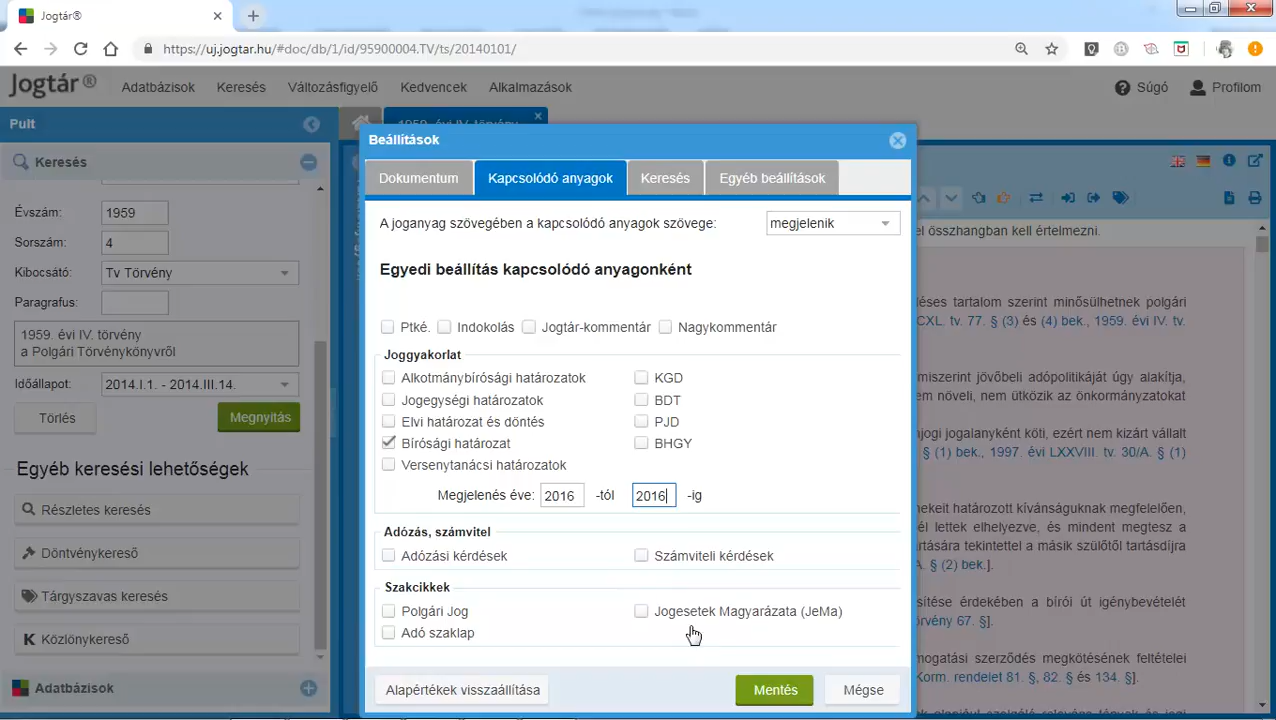 Jogtár®
https://uj.jogtar.hu/#doc/db/1/id/95900004.TV/ts/20140101/
Jogtár®
Adatbázisok
Keresés
Változásfigyelő
Kedvencek
Alkalmazások
Súgó
Profilom
Pult
1959. évi IV. törvény
Keresés
Évszám: 1959
Sorszám: 4
Kibocsátó: Tv Törvény
Paragrafus:
1959. évi IV. törvény
a Polgári Törvénykönyvről
Időállapot: 2014.I.1. - 2014.III.14.
Törlés
Megnyitás
Egyéb keresési lehetőségek
Részletes keresés
Döntvénykereső
Tárgyszavas keresés
K Közlönykereső
Adatbázisok
Beállítások
Dokumentum
Kapcsolódó anyagok
Keresés
Egyéb beállítások
A joganyag szövegében a kapcsolódó anyagok szövege: megjelenik
Egyedi beállítás kapcsolódó anyagonként
Ptké. Indokolás Jogtár-kommentár Nagykommentár
Joggyakorlat
Alkotmánybírósági határozatok KGD
Jogegységi határozatok BDT
Elvi határozat és döntés PJD
Bírósági határozat BHGY
Versenytanácsi határozatok
Megjelenés éve: 2016 -tól 2016 -ig
Adózás, számvitel
Adózási kérdések Számviteli kérdések
Szakcikkek
Polgári Jog Jogesetek Magyarázata (JeMa)
Adó szaklap
Alapértékek visszaállítása
Mentés
Mégse
el összhangban kell értelmezni.
éses tartalom szerint minősülhetnek polgári
CXL. tv. 77. § (3) és (4) bek., 1959. évi IV. tv.
miszerint jövőbeli adópolitikáját úgy alakítja,
em növeli, nem ütközik az önkormányzatokat
njogi jogalanyként köti, ezért nem kizárt vállalt
§ (1) bek., 1997. évi LXXVIII. tv. 30/A. § (1)
nekeit határozott kívánságuknak megfelelően,
él lettek elhelyezve, és mindent megtesz a
rtására tekintettel a másik szülőtől tartásdíjra
A. § (2) bek.].
sítése érdekében a bírói út igénybevételét
örvény 67. §].
mogatási szerződés megkötésének feltételei
Korm. rendelet 81. §, 82. § és 134. §].